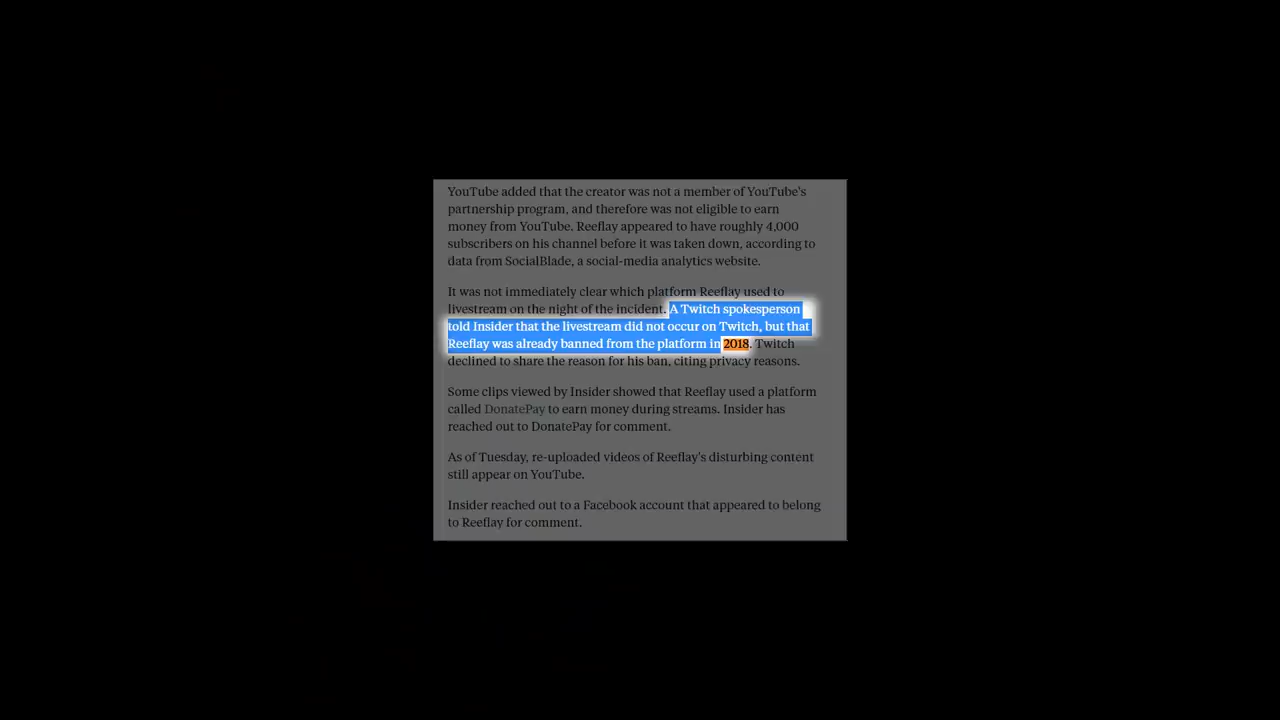 YouTube added that the creator was not a member of YouTube's
partnership program, and therefore was not eligible to earn
money from YouTube. Reeflay appeared to have roughly 4,000
subscribers on his channel before it was taken down, according to
data from SocialBlade, a social-media analytics website.
It was not immediately clear which platform Reeflay used to
livestream on the night of the incident. A Twitch spokesperson
told Insider that the livestream did not occur on Twitch, but that
Reeflay was already banned from the platform in 2018. Twitch
declined to share the reason for his ban, citing privacy reasons.
Some clips viewed by Insider showed that Reeflay used a platform
called DonatePay to earn money during streams. Insider has
reached out to DonatePay for comment.
As of Tuesday, re-uploaded videos of Reeflay's disturbing content
still appear on YouTube.
Insider reached out to a Facebook account that appeared to belong
to Reeflay for comment.